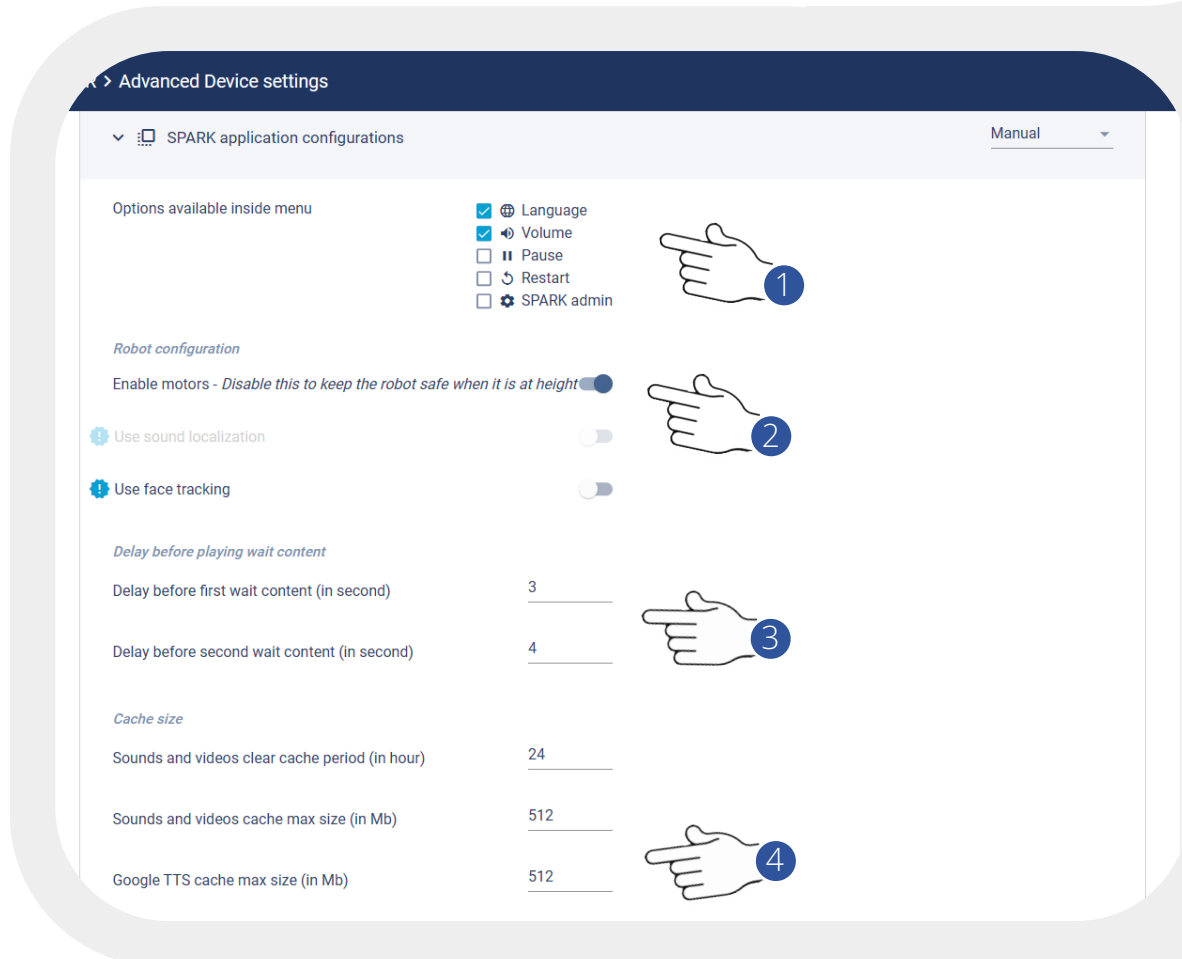 > Advanced Device settings
SPARK application configurations
Manual
Options available inside menu
Language
Volume
Pause
Restart
SPARK admin
1
Robot configuration
Enable motors - Disable this to keep the robot safe when it is at height
2
Use sound localization
Use face tracking
Delay before playing wait content
Delay before first wait content (in second)
3
3
Delay before second wait content (in second)
4
Cache size
Sounds and videos clear cache period (in hour)
24
Sounds and videos cache max size (in Mb)
512
4
Google TTS cache max size (in Mb)
512